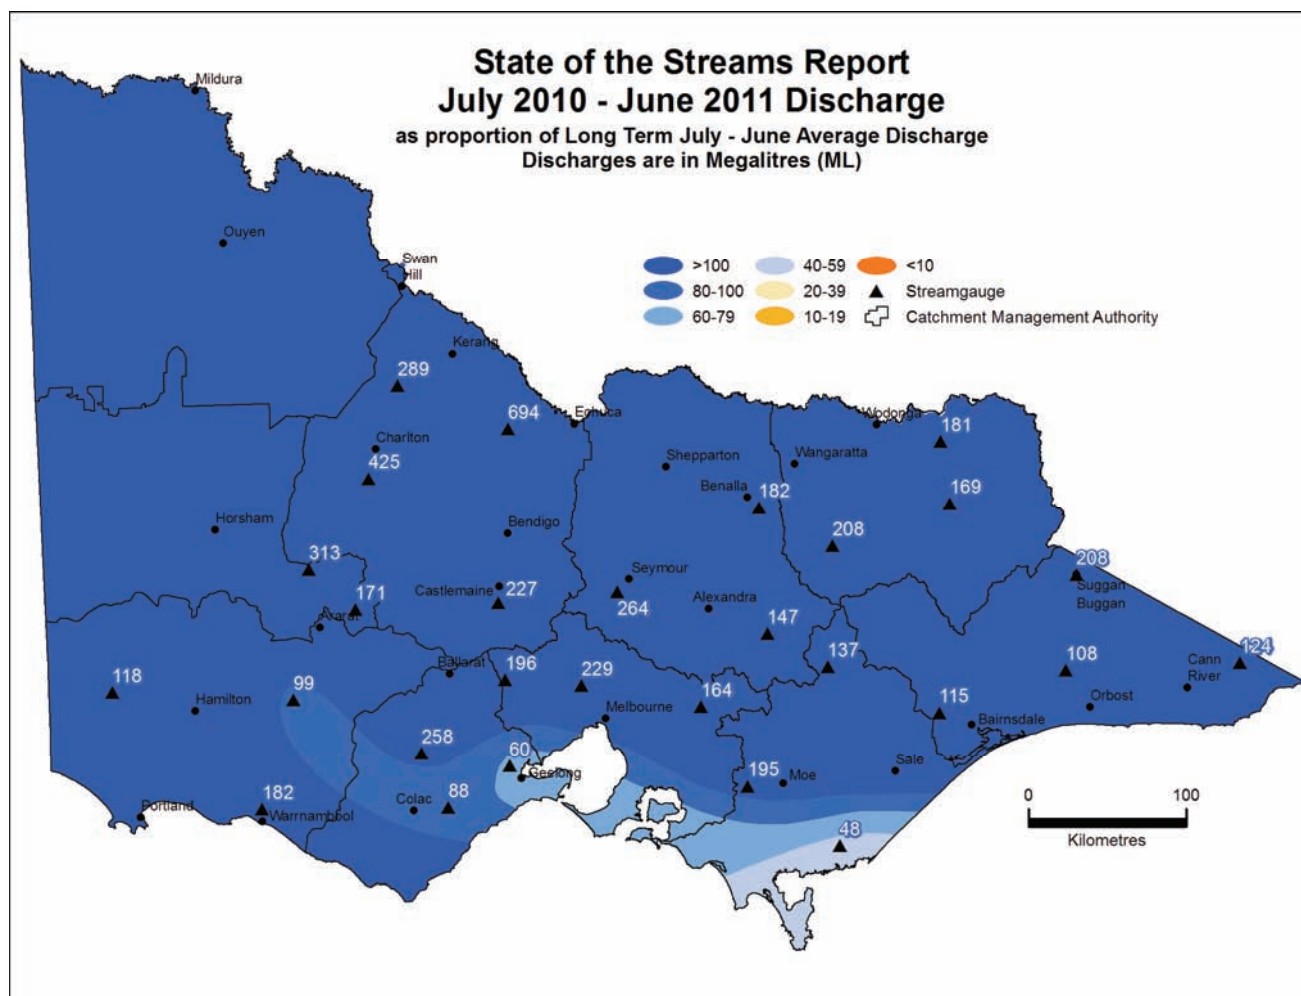 State of the Streams Report
July 2010 - June 2011 Discharge
as proportion of Long Term July - June Average Discharge
Discharges are in Megalitres (ML)
>100
80-100
60-79
40-59
20-39
10-19
<10
Streamgauge
Catchment Management Authority
Mildura
Ouyen
Swan
Hill
Kerang
289
694
Echuca
Charlton
425
Wodonga
181
Shepparton
Wangaratta
Benalla
182
169
Horsham
Bendigo
208
313
Seymour
208
Suggan
Buggan
171
Castlemaine
227
264
Alexandra
Ararat
147
Ballarat
196
229
137
124
118
99
164
108
Cann
River
Hamilton
Melbourne
115
Orbost
Bairnsdale
258
60
Geelong
195
Moe
Sale
182
Colac
88
Portland
Warrnambool
48
0
100
Kilometres